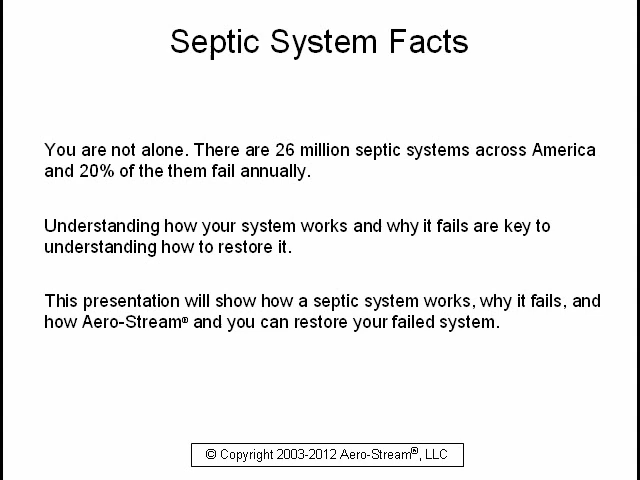 Septic System Facts
You are not alone. There are 26 million septic systems across America
and 20% of the them fail annually.
Understanding how your system works and why it fails are key to
understanding how to restore it.
This presentation will show how a septic system works, why it fails, and
how Aero-Stream® and you can restore your failed system.
© Copyright 2003-2012 Aero-Stream®, LLC